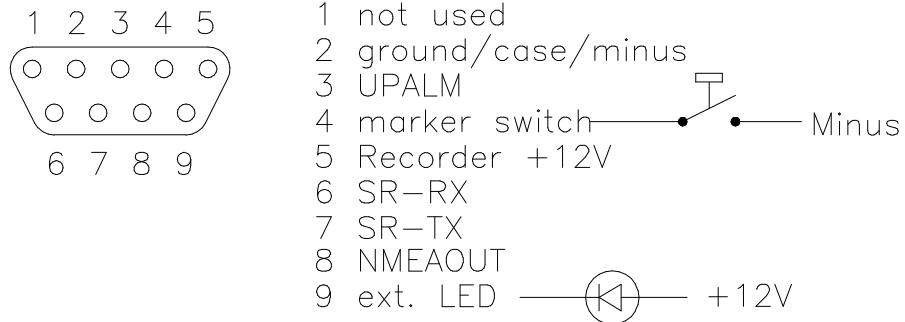 1 2 3 4 5
6 7 8 9
1 not used
2 ground/case/minus
3 UPALM
4 marker switch Minus
5 Recorder +12V
6 SR-RX
7 SR-TX
8 NMEAOUT
9 ext. LED +12V